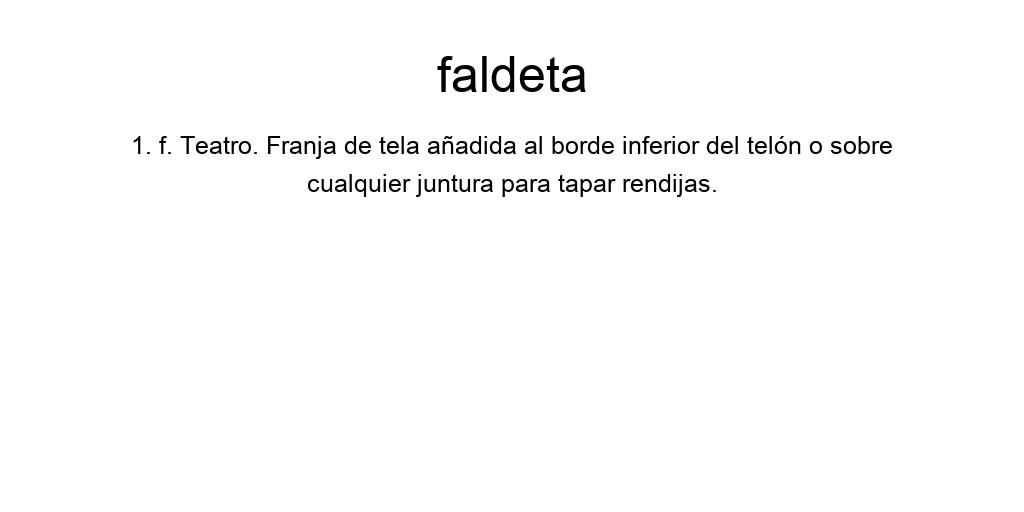 faldeta
1. f. Teatro. Franja de tela añadida al borde inferior del telón o sobre
cualquier juntura para tapar rendijas.